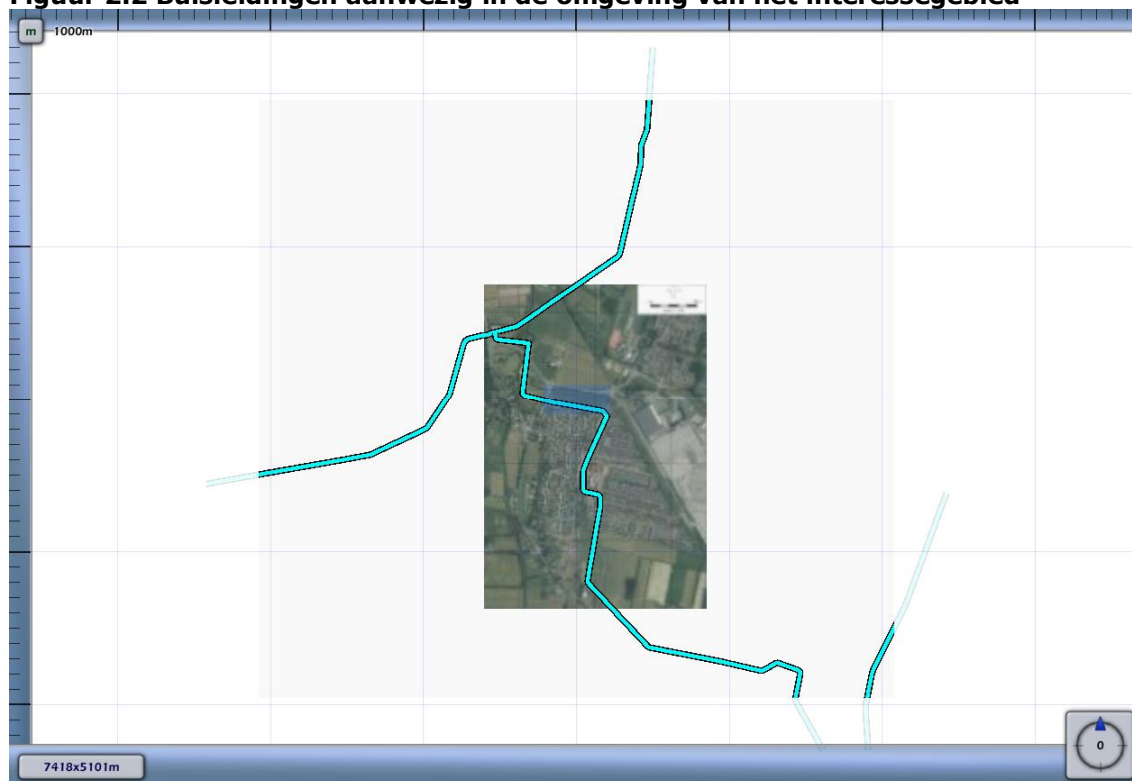 Figuur 2.2 Buisleidingen aanwezig in de omgeving van het interessegebied
m
1000m
0
7418x5101m